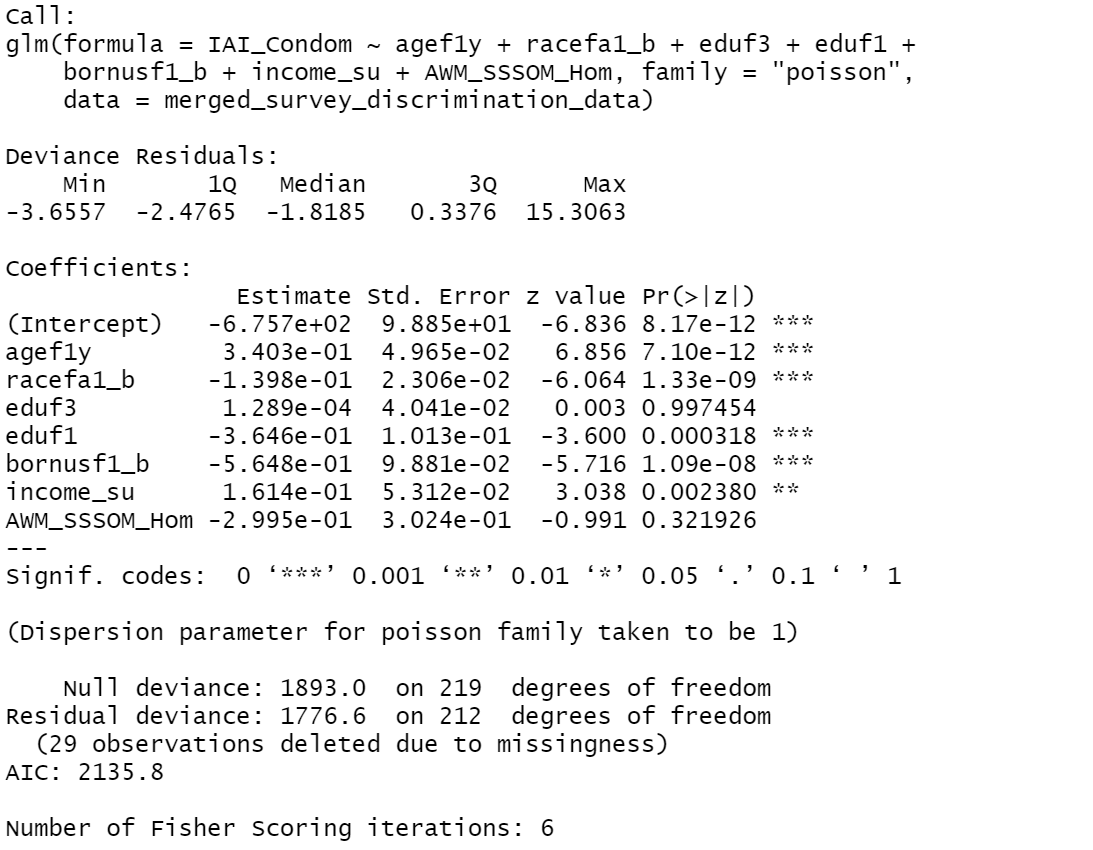 Call:
glm(formula = IAI_Condom ~ agef1y + racefa1_b + eduf3 + eduf1 +
    bornusf1_b + income_su + AWM_SSSOM_Hom, family = "poisson",
    data = merged_survey_discrimination_data)

Deviance Residuals:
    Min       1Q   Median       3Q      Max
-3.6557  -2.4765  -1.8185   0.3376  15.3063

Coefficients:
                Estimate Std. Error z value Pr(>|z|)
(Intercept)   -6.757e+02  9.885e+01  -6.836 8.17e-12 ***
agef1y         3.403e-01  4.965e-02   6.856 7.10e-12 ***
racefa1_b     -1.398e-01  2.306e-02  -6.064 1.33e-09 ***
eduf3          1.289e-04  4.041e-02   0.003 0.997454
eduf1         -3.646e-01  1.013e-01  -3.600 0.000318 ***
bornusf1_b    -5.648e-01  9.881e-02  -5.716 1.09e-08 ***
income_su      1.614e-01  5.312e-02   3.038 0.002380 **
AWM_SSSOM_Hom -2.995e-01  3.024e-01  -0.991 0.321926
---
Signif. codes:  0 ‘***’ 0.001 ‘**’ 0.01 ‘*’ 0.05 ‘.’ 0.1 ‘ ’ 1

(Dispersion parameter for poisson family taken to be 1)

    Null deviance: 1893.0  on 219  degrees of freedom
Residual deviance: 1776.6  on 212  degrees of freedom
  (29 observations deleted due to missingness)
AIC: 2135.8

Number of Fisher Scoring iterations: 6